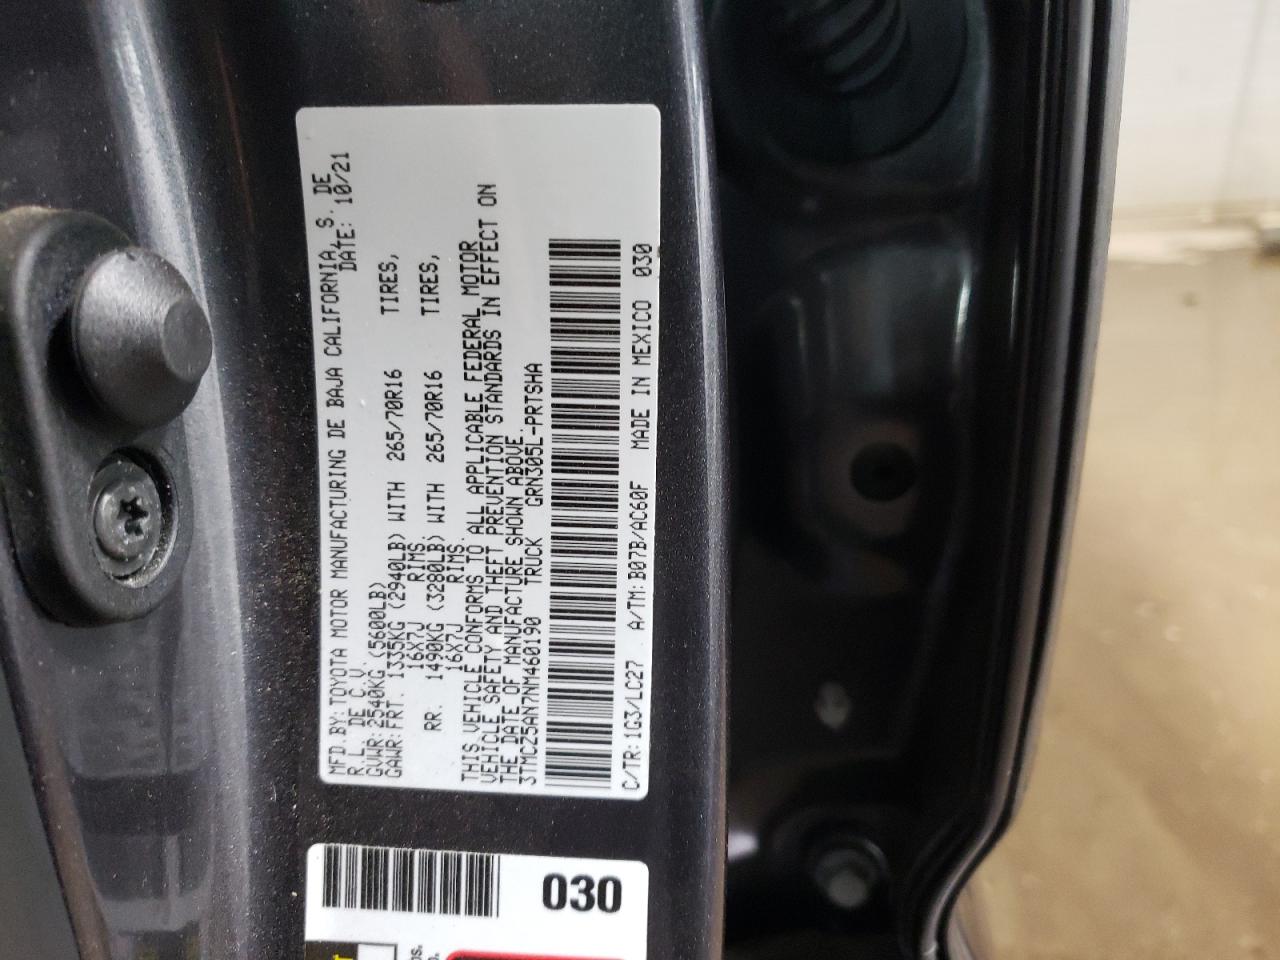 MFD.BY:TOYOTA MOTOR MANUFACTURING DE BAJA CALIFORNIA, S. DE
R.L. DE C.V. DATE: 10/21
GVWR:2540KG(5600LB)
GAWR:FRT. 1335KG (2940LB) WITH 265/70R16 TIRES,
16X7J RIMS
RR. 1490KG (3280LB) WITH 265/70R16 TIRES,
16X7J RIMS.
THIS VEHICLE CONFORMS TO ALL APPLICABLE FEDERAL MOTOR
VEHICLE SAFETY AND THEFT PREVENTION STANDARDS IN EFFECT ON
THE DATE OF MANUFACTURE SHOWN ABOVE.
3TMCZ5AN7NM460190 TRUCK GRN305L-PRTSHA
C/TR:1G3/LC27 A/TM:B07B/AC60F MADE IN MEXICO 030
030